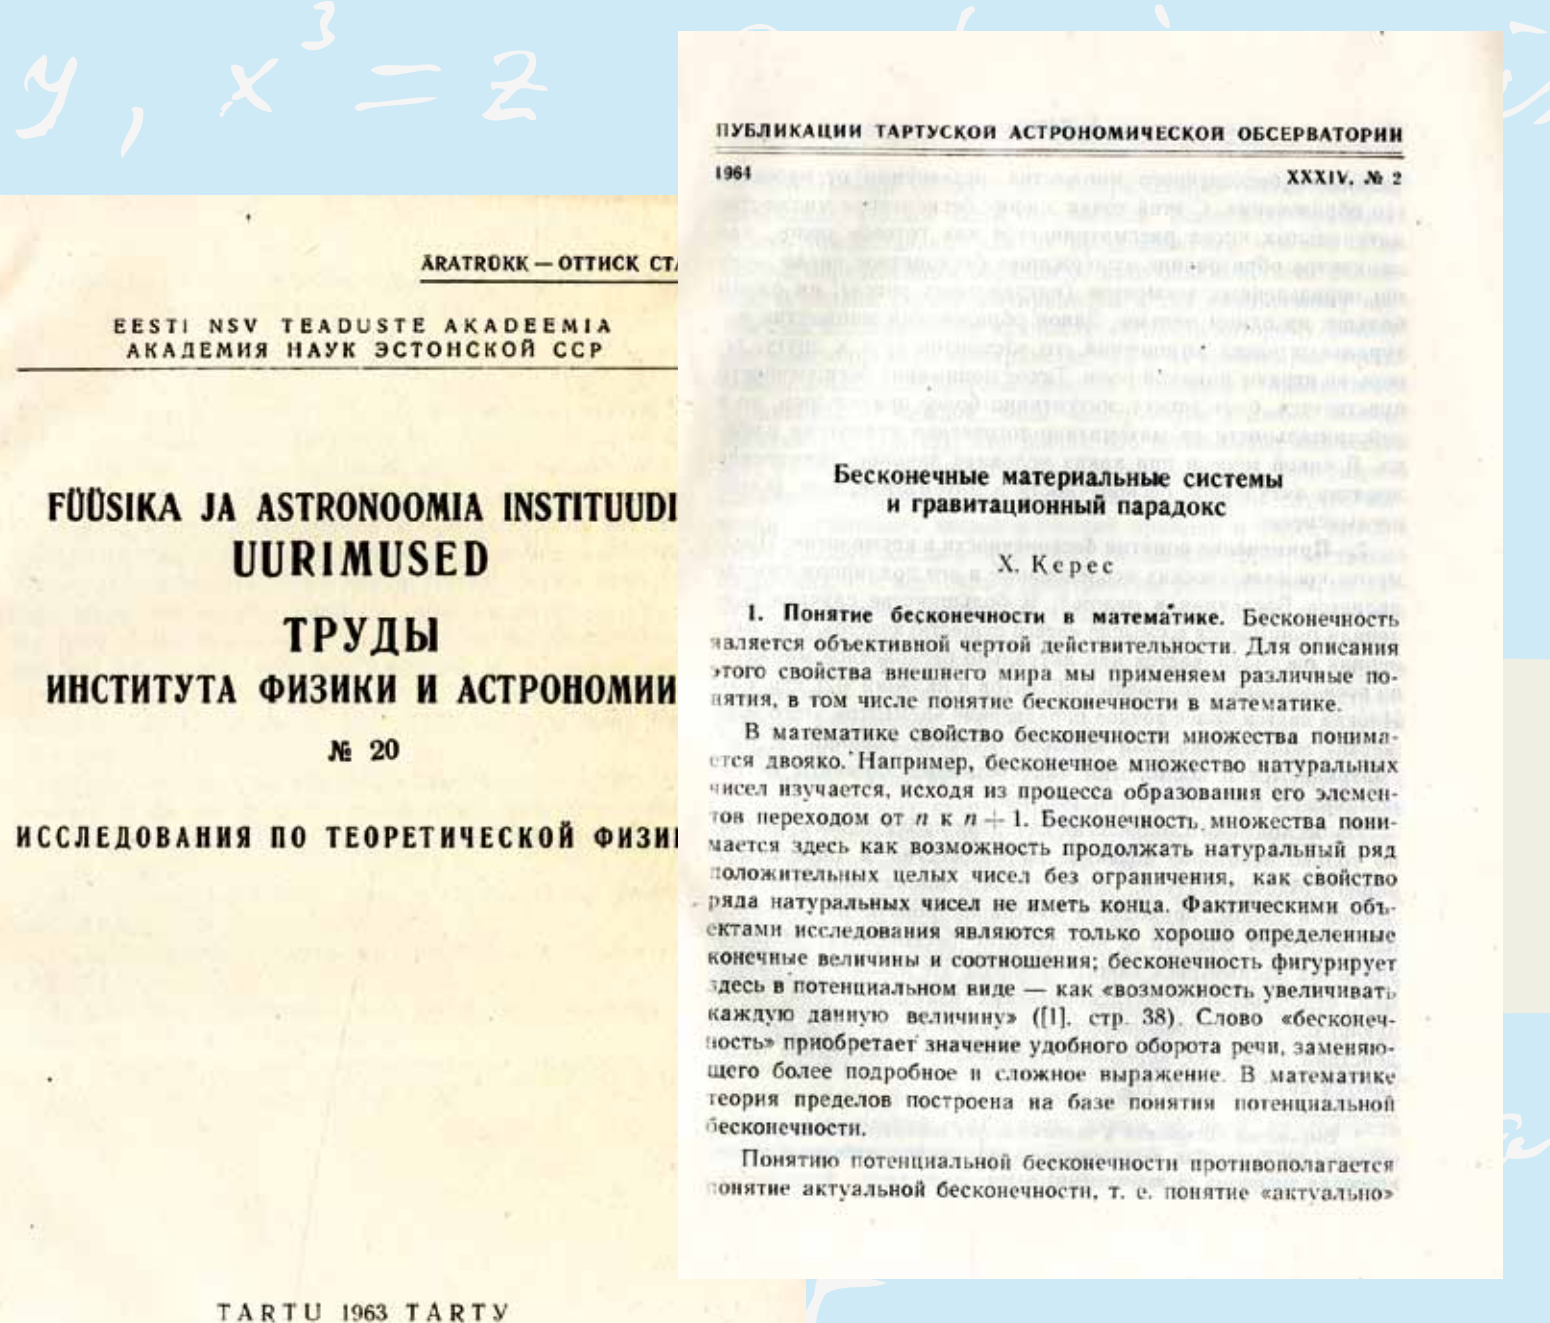 y, x³ = z
ÄRATRÜKK — ОТТИСК
EESTI NSV TEADUSTE AKADEEMIA
АКАДЕМИЯ НАУК ЭСТОНСКОЙ ССР
FÜÜSIKA JA ASTRONOOMIA INSTITUUDI
UURIMUSED
ТРУДЫ
ИНСТИТУТА ФИЗИКИ И АСТРОНОМИИ
№ 20
ИССЛЕДОВАНИЯ ПО ТЕОРЕТИЧЕСКОЙ
TARTU 1963 ТАРТУ
ПУБЛИКАЦИИ ТАРТУСКОЙ АСТРОНОМИЧЕСКОЙ ОБСЕРВАТОРИИ
1964 XXXIV, № 2
Бесконечные материальные системы
и гравитационный парадокс
Х. Керес
1. Понятие бесконечности в математике. Бесконечность
является объективной чертой действительности. Для описания
этого свойства внешнего мира мы применяем различные по-
нятия, в том числе понятие бесконечности в математике.
В математике свойство бесконечности множества понима-
ется двояко. Например, бесконечное множество натуральных
чисел изучается, исходя из процесса образования его элемен-
тов переходом от n к n + 1. Бесконечность множества пони-
мается здесь как возможность продолжать натуральный ряд
положительных целых чисел без ограничения, как свойство
ряда натуральных чисел не иметь конца. Фактическими объ-
ектами исследования являются только хорошо определенные
конечные величины и соотношения; бесконечность фигурирует
здесь в потенциальном виде — как «возможность увеличивать
каждую данную величину» ([1], стр. 38). Слово «бесконеч-
ность» приобретает значение удобного оборота речи, заменяю-
щего более подробное и сложное выражение. В математике
теория пределов построена на базе понятия потенциальной
бесконечности.
Понятию потенциальной бесконечности противополагается
понятие актуальной бесконечности, т. е. понятие «актуально»